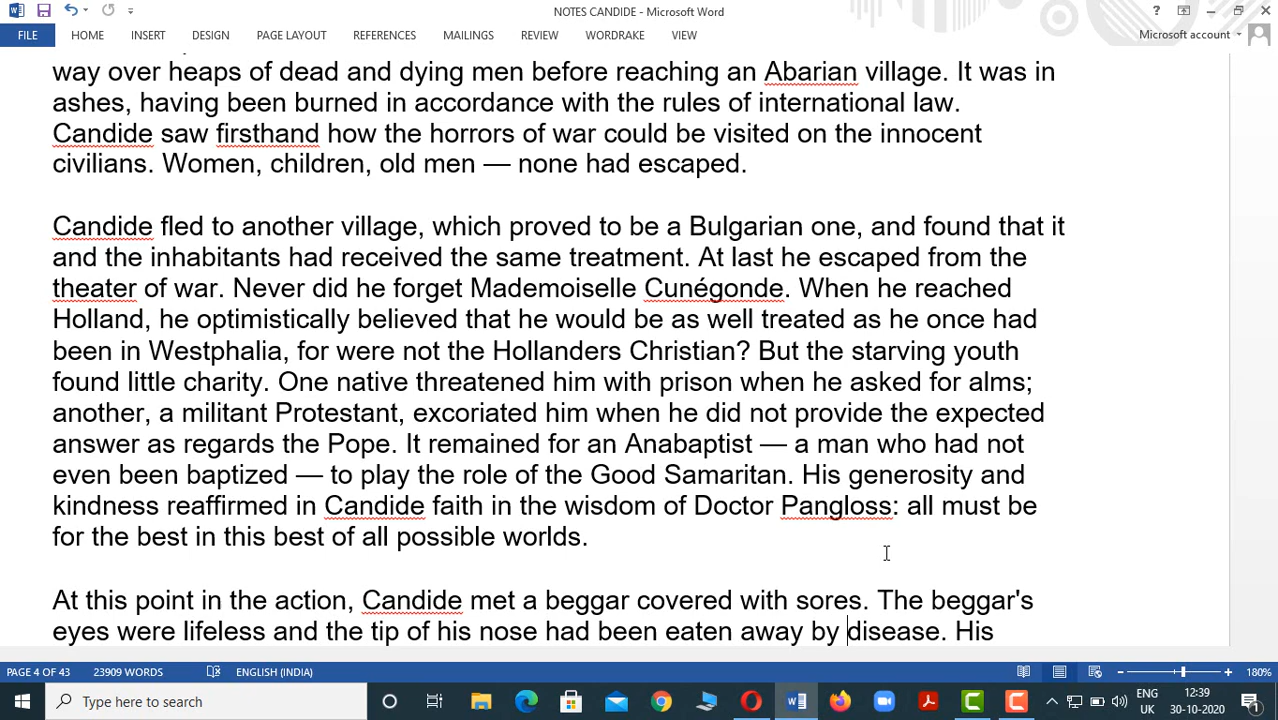 NOTES CANDIDE - Microsoft Word
?
FILE HOME INSERT DESIGN PAGE LAYOUT REFERENCES MAILINGS REVIEW WORDRAKE VIEW Microsoft account
way over heaps of dead and dying men before reaching an Abarian village. It was in
ashes, having been burned in accordance with the rules of international law.
Candide saw firsthand how the horrors of war could be visited on the innocent
civilians. Women, children, old men — none had escaped.
Candide fled to another village, which proved to be a Bulgarian one, and found that it
and the inhabitants had received the same treatment. At last he escaped from the
theater of war. Never did he forget Mademoiselle Cunégonde. When he reached
Holland, he optimistically believed that he would be as well treated as he once had
been in Westphalia, for were not the Hollanders Christian? But the starving youth
found little charity. One native threatened him with prison when he asked for alms;
another, a militant Protestant, excoriated him when he did not provide the expected
answer as regards the Pope. It remained for an Anabaptist — a man who had not
even been baptized — to play the role of the Good Samaritan. His generosity and
kindness reaffirmed in Candide faith in the wisdom of Doctor Pangloss: all must be
for the best in this best of all possible worlds.
At this point in the action, Candide met a beggar covered with sores. The beggar's
eyes were lifeless and the tip of his nose had been eaten away by disease. His
PAGE 4 OF 43 23909 WORDS ENGLISH (INDIA) 180%
Type here to search
ENG 12:39
UK 30-10-2020